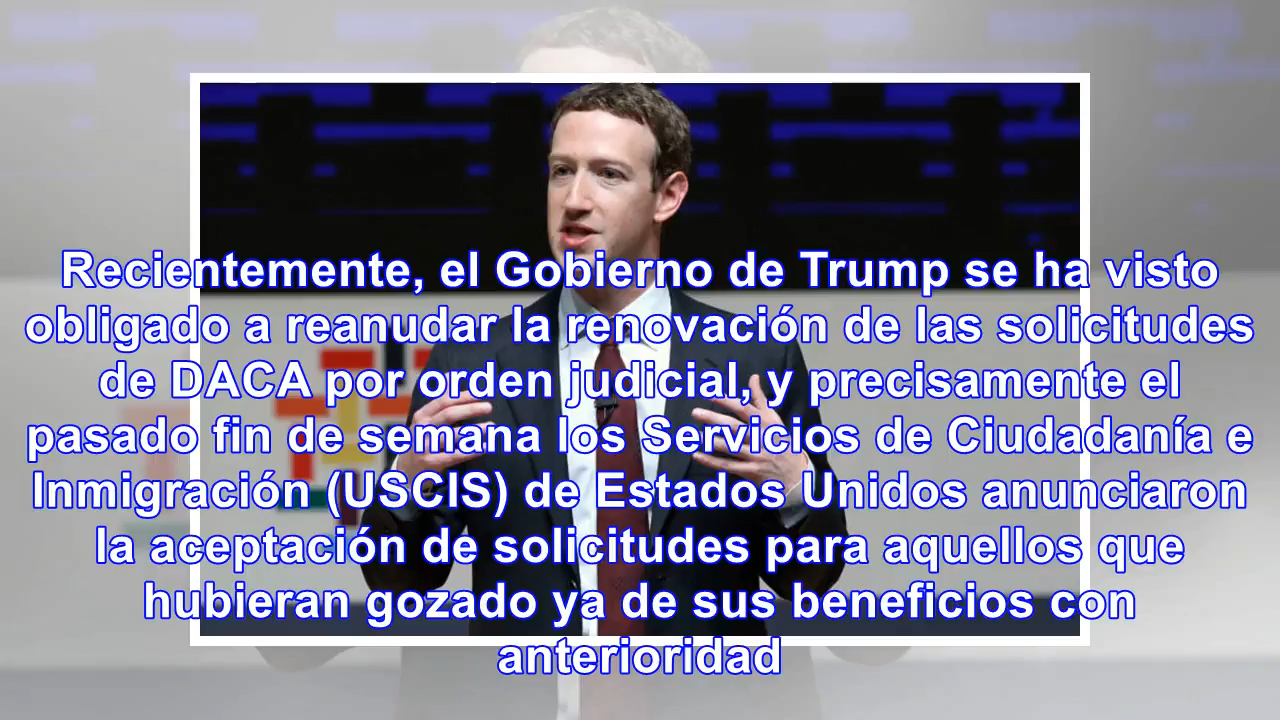 Recientemente, el Gobierno de Trump se ha visto
obligado a reanudar la renovación de las solicitudes
de DACA por orden judicial, y precisamente el
pasado fin de semana los Servicios de Ciudadanía e
Inmigración (USCIS) de Estados Unidos anunciaron
la aceptación de solicitudes para aquellos que
hubieran gozado ya de sus beneficios con
anterioridad